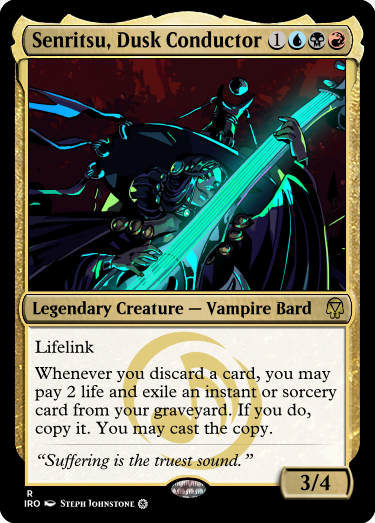 Senritsu, Dusk Conductor 1
Legendary Creature — Vampire Bard
Lifelink
Whenever you discard a card, you may
pay 2 life and exile an instant or sorcery
card from your graveyard. If you do,
copy it. You may cast the copy.
“Suffering is the truest sound.”
3/4
R
IRO Steph Johnstone